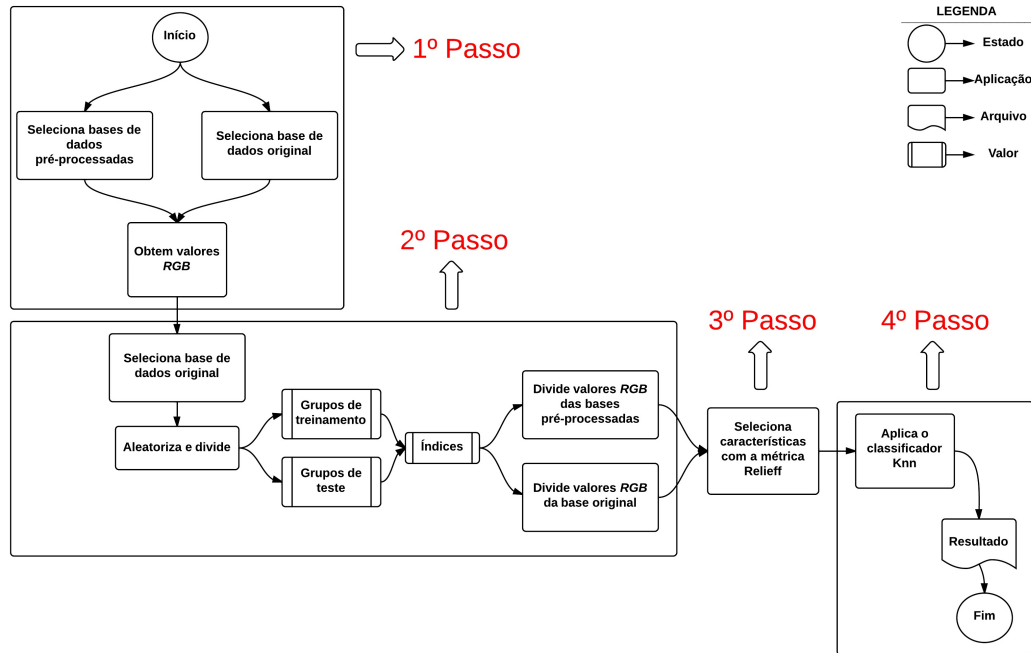 LEGENDA
Estado
Aplicação
Arquivo
Valor
1º Passo
Início
Seleciona bases de
dados
pré-processadas
Seleciona base de
dados original
Obtem valores
RGB
2º Passo
Seleciona base de
dados original
Aleatoriza e divide
Grupos de
treinamento
Grupos de
teste
Índices
Divide valores RGB
das bases
pré-processadas
Divide valores RGB
da base original
3º Passo
Seleciona
características
com a métrica
Relieff
4º Passo
Aplica o
classificador
Knn
Resultado
Fim